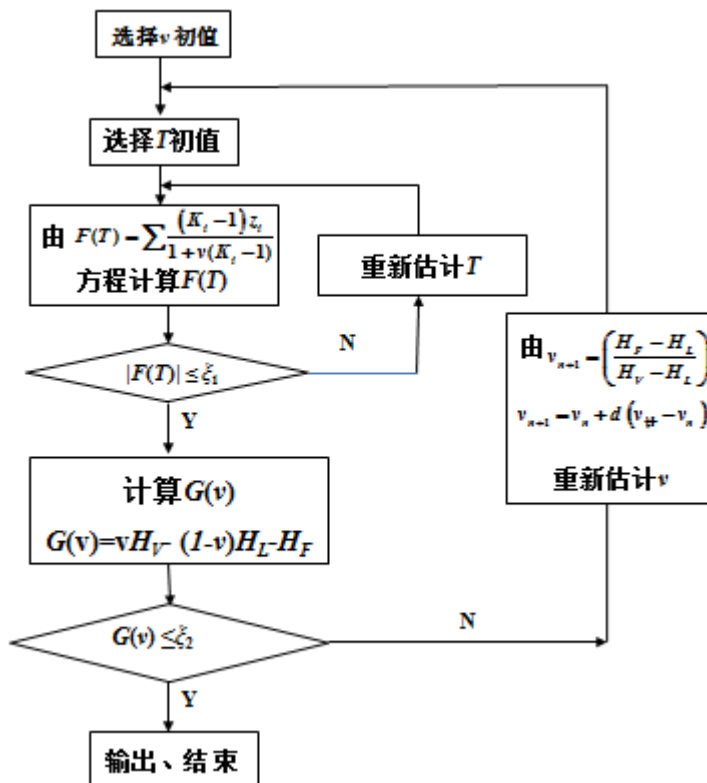 选择v初值
选择T初值
由 F(T)=∑(K_i-1)z_i/1+v(K_i-1)
方程计算F(T)
重新估计T
N
|F(T)|≤ξ₁
Y
由 v_{n+1}=(H_F-H_L/H_V-H_L)
v_{n+1}=v_n+d(v_计-v_n)
重新估计v
计算G(v)
G(v)=vH_V-(1-v)H_L-H_F
G(v)≤ξ₂
N
Y
输出、结束